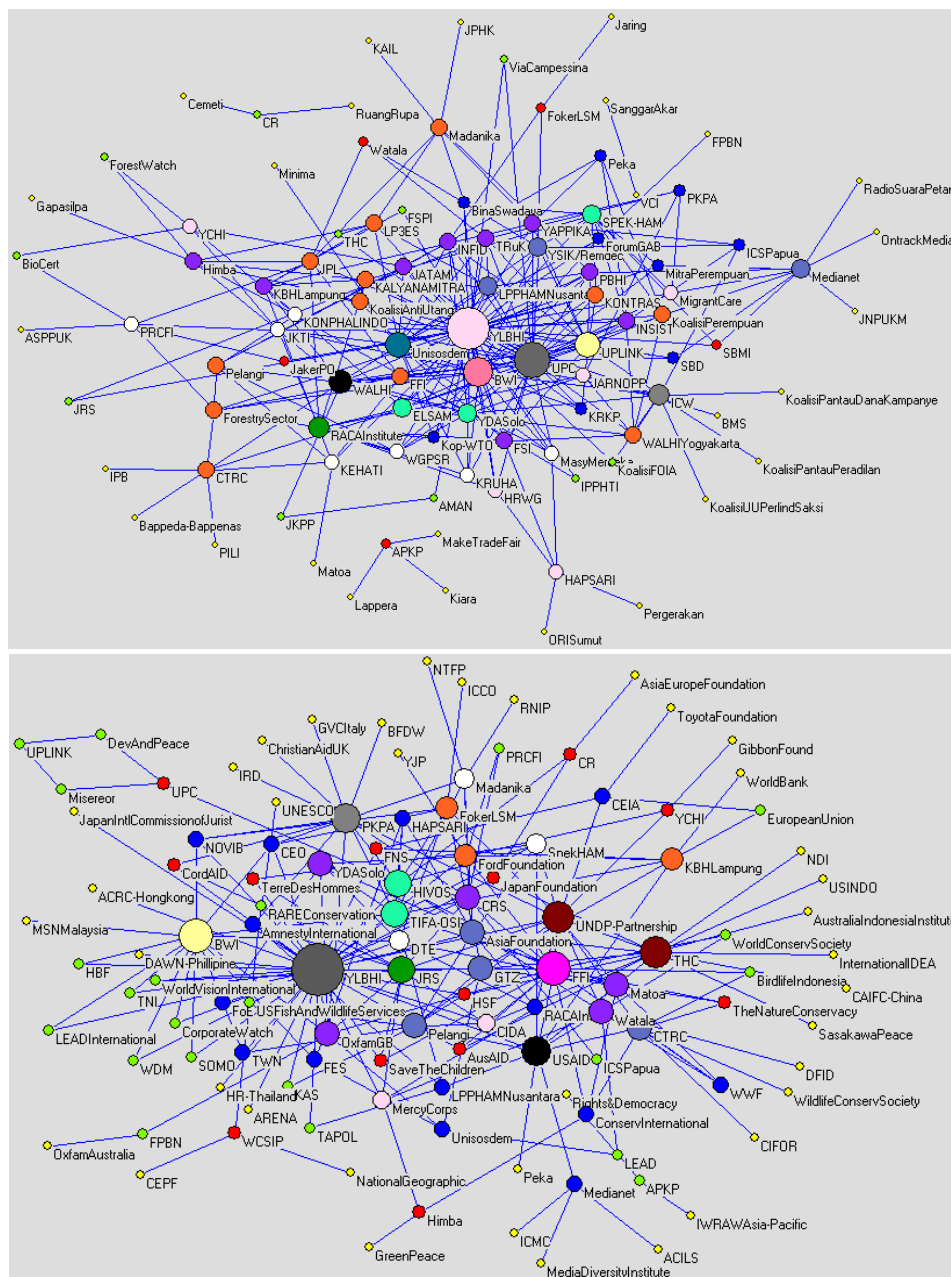 Jaring
JPHK
KAIL
ViaCampessina
Cemeti
RuangRupa
SanggarAkar
CR
FokerLSM
Madanika
FPBN
Watala
ForestWatch
Peka
Minima
RadioSuaraPetan
VCI
PKPA
Gapasilpa
BinaSwadaya
FSPI
SPEK-HAM
YCHI
LP3ES
YAPPIKA
OntrackMedia
THC
TRuK
ForumGAB
INFID
YSIK/Remdec
ICSPapua
BioCert
Himba
JPL
JATAMI
MitraPerempuan
Medianet
KALYANAMITRA
PBHI
KBHLampung
LPPHAMNusantara
MigrantCare
KoalisiAntiUtang
KONTRAS
JNPUKM
KONPHALINDO
KoalisiPerempuan
ASPPUK
PRCFI
JKTI
YLBHI
INSIST
Unisosdem
UPLINK
SBMI
JakerPO
UPC
SBD
Pelangi
FFI
BWI
JARNOPP
WALHI
JRS
ICW
KoalisiPantauDanaKampanye
ForestrySector
ELSAM
YDASolo
KRKP
BMS
RACAInstitute
Kop-WTO
FSI
WALHIYogyakarta
WGPSR
MasyMerdeka
KoalisiFOIA
KoalisiPantauPeradilan
IPB
CTRC
KEHATI
KRUHA
IPPHTI
HRWG
AMAN
KoalisiUUPerlindSaksi
Bappeda-Bappenas
JKPP
MakeTradeFair
PILI
APKP
Matoa
HAPSARI
Kiara
Lappera
Pergerakan
ORISumut
NTFP
ICCO
AsiaEuropeFoundation
RNIP
GVCItaly
BFDW
ToyotaFoundation
DevAndPeace
UPLINK
ChristianAidUK
YJP
PRCFI
CR
GibbonFound
IRD
Madanika
WorldBank
UPC
Misereor
UNESCO
FokerLSM
CEIA
YCHI
EuropeanUnion
JapanIntlCommissionofJurist
PKPA
HAPSARI
NOVIB
CEO
SpekHAM
FNS
FordFoundation
KBHLampung
NDI
CordAID
YDASolo
TerreDesHommes
HIVOS
JapanFoundation
USINDO
ACRC-Hongkong
CRS
RAREConservation
TIFA-OSI
UNDP-Partnership
AustraliaIndonesiaInstitute
MSNMalaysia
AmnestyInternational
BWI
AsiaFoundation
WorldConservSociety
DTE
THC
InternationalIDEA
DAWN-Phillipine
HBF
YLBHI
JRS
GTZ
FFI
BirdlifeIndonesia
WorldVisionInternational
Matoa
CAIFC-China
TNI
HSF
TheNatureConservacy
FoE
USFishAndWildlifeServices
Watala
LEADInternational
CorporateWatch
CIDA
OxfamGB
Pelangi
CTRC
SasakawaPeace
WDM
SOMO
TWN
FES
SaveTheChildren
AusAID
USAID
ICSPapua
DFID
HR-Thailand
KAS
LPPHAMNusantara
WWF
WildlifeConservSociety
MercyCorps
Rights&Democracy
ARENA
ConservInternational
FPBN
TAPOL
Unisosdem
OxfamAustralia
WCSIP
CIFOR
LEAD
CEPF
NationalGeographic
Peka
Medianet
APKP
Himba
IWRAWAsia-Pacific
GreenPeace
ICMC
ACILS
MediaDiversityInstitute